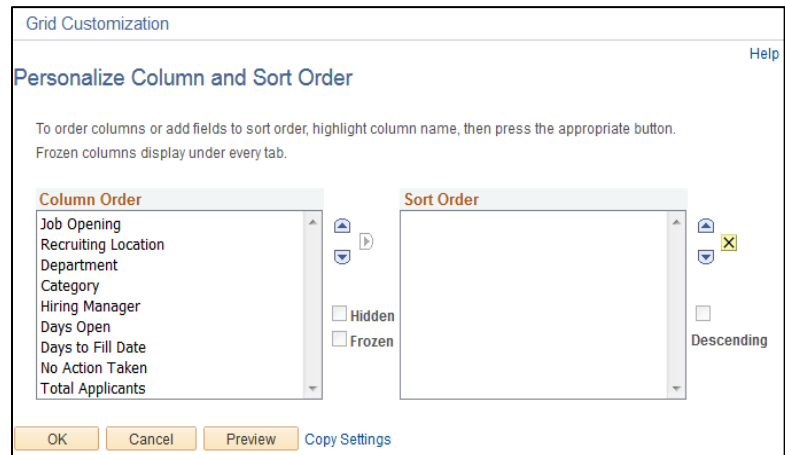 Grid Customization
Help
Personalize Column and Sort Order
To order columns or add fields to sort order, highlight column name, then press the appropriate button.
Frozen columns display under every tab.
Column Order
Job Opening
Recruiting Location
Department
Category
Hiring Manager
Days Open
Days to Fill Date
No Action Taken
Total Applicants
Hidden
Frozen
Sort Order
Descending
OK
Cancel
Preview
Copy Settings